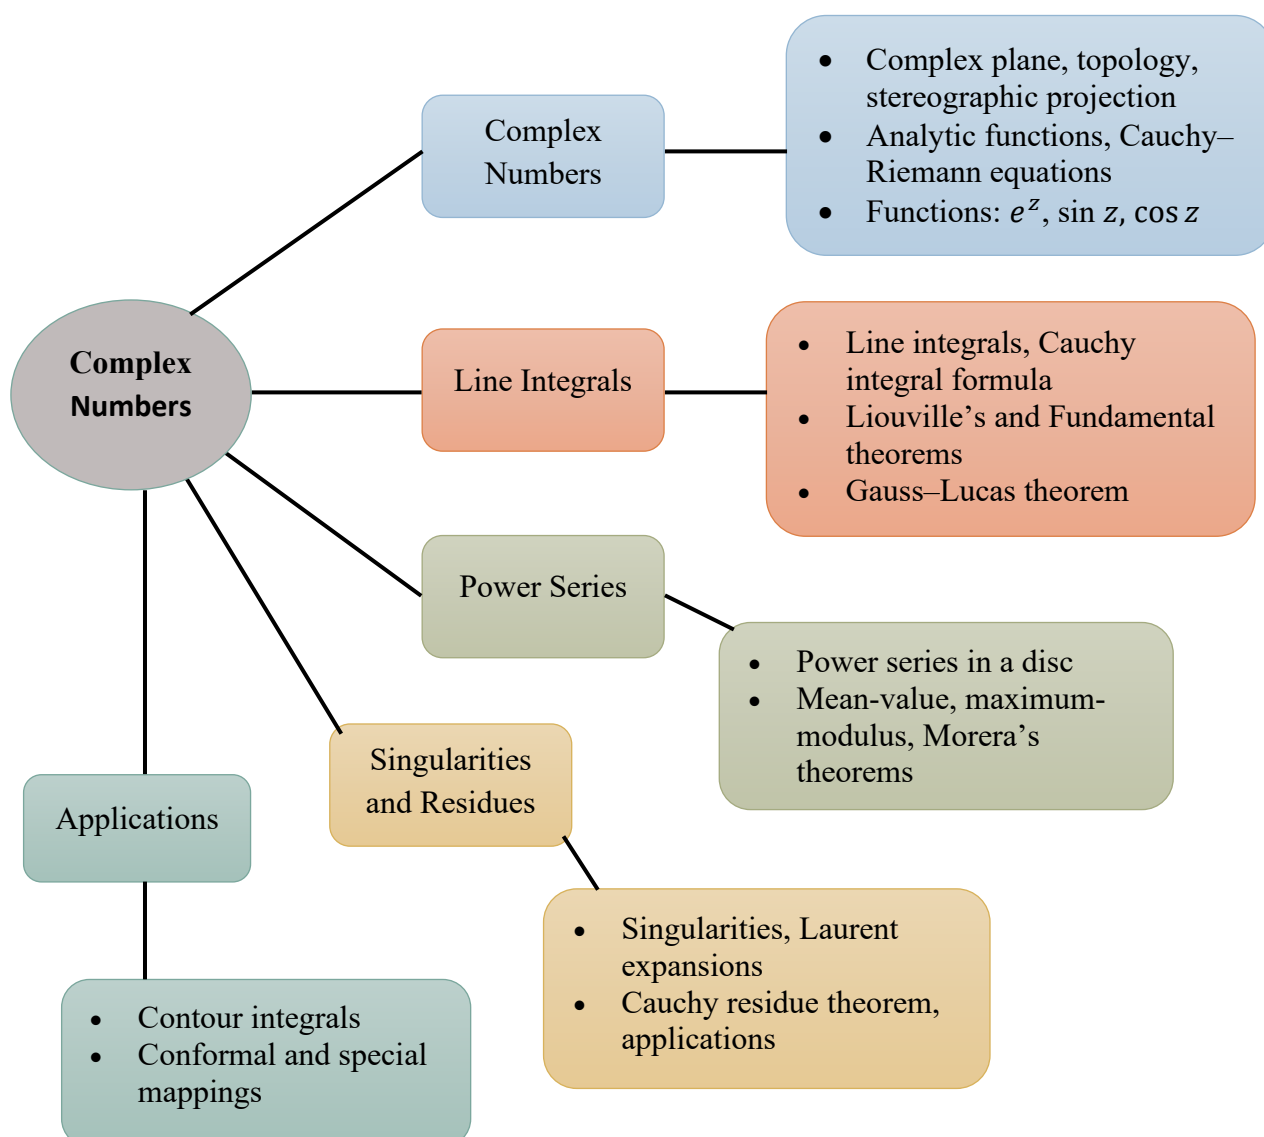 Complex
Numbers
Complex
Numbers
• Complex plane, topology,
stereographic projection
• Analytic functions, Cauchy–
Riemann equations
• Functions: e^z, sin z, cos z
Line Integrals
• Line integrals, Cauchy
integral formula
• Liouville’s and Fundamental
theorems
• Gauss–Lucas theorem
Power Series
• Power series in a disc
• Mean-value, maximum-
modulus, Morera’s
theorems
Singularities
and Residues
• Singularities, Laurent
expansions
• Cauchy residue theorem,
applications
Applications
• Contour integrals
• Conformal and special
mappings